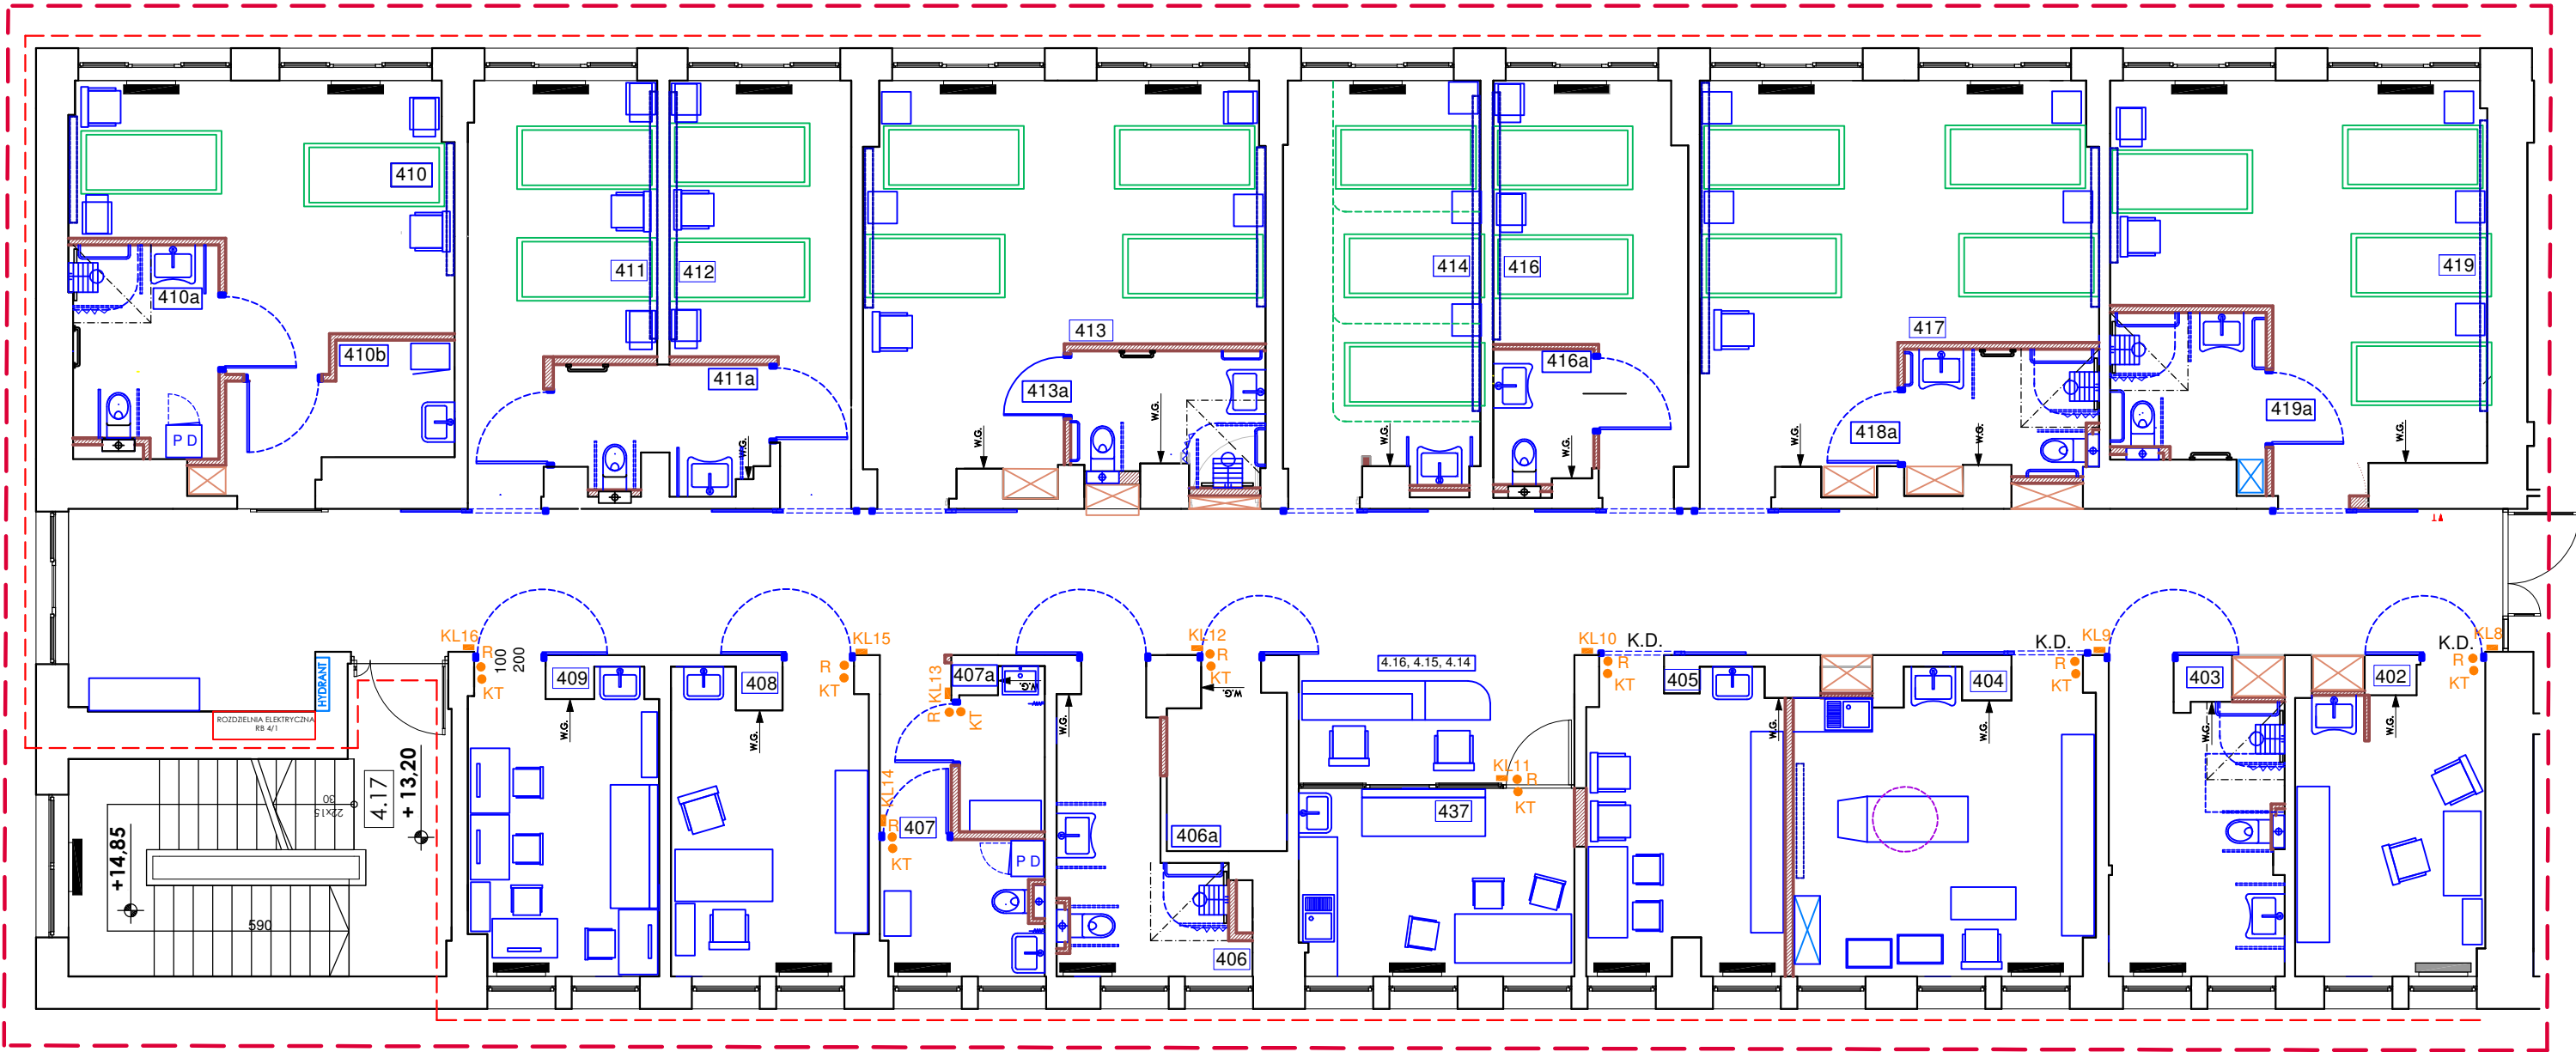 410
410a
410b
P D
411
412
411a
W.G.
413
413a
W.G.
W.G.
414
W.G.
416
416a
W.G.
417
418a
W.G.
W.G.
419
419a
W.G.
TT
KL16
R
KT
100
200
409
W.G.
408
W.G.
KL15
R
KT
KL13
R
KT
407a
W.G.
KL14
R
KT
407
P D
W.G.
KL12
R
KT
W.G.
406a
406
4.16, 4.15, 4.14
KL11
R
KT
437
KL10
K.D.
R
KT
405
W.G.
404
W.G.
K.D.
KL9
R
KT
403
W.G.
402
W.G.
K.D.
KL8
R
KT
HYDRANT
ROZDZIELNIA ELEKTRYCZNA
RB 4/1
4.17
+ 13,20
+14,85
22x15
30
590